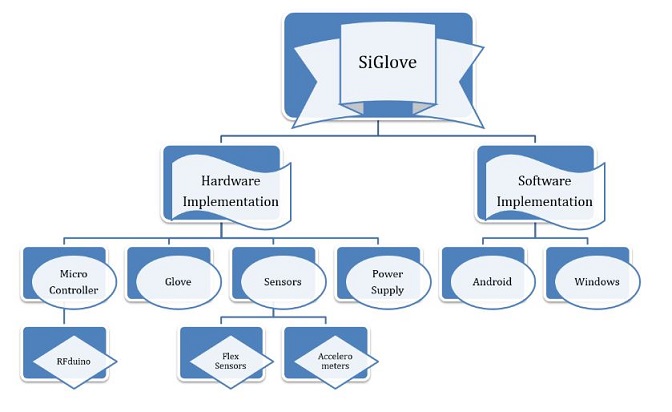 SiGlove
Hardware
Implementation
Software
Implementation
Micro
Controller
Glove
Sensors
Power
Supply
Android
Windows
RFduino
Flex
Sensors
Accelero
meters